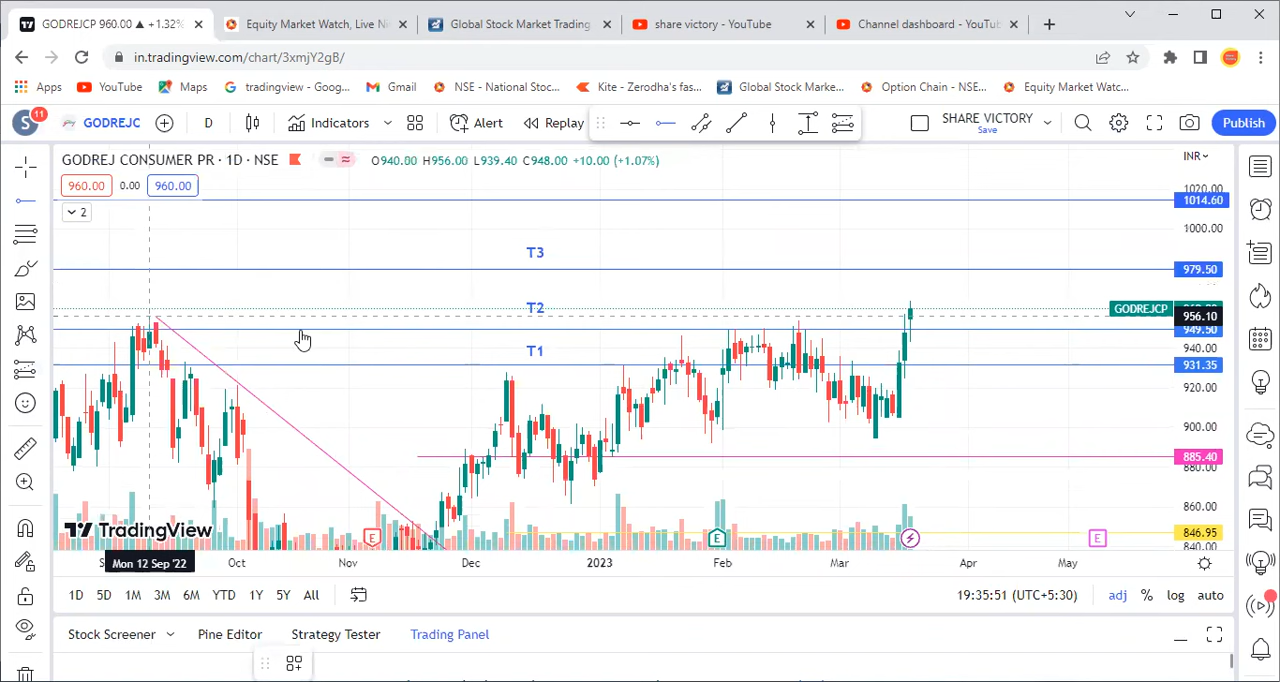 GODREJCP 960.00 ▲ +1.32%
Equity Market Watch, Live Ni
Global Stock Market Trading
share victory - YouTube
Channel dashboard - YouTu
in.tradingview.com/chart/3xmjY2gB/
Apps YouTube Maps tradingview - Goog... Gmail NSE - National Stoc... Kite - Zerodha's fas... Global Stock Marke... Option Chain - NSE... Equity Market Watc...
S 11 GODREJC D Indicators Alert Replay SHARE VICTORY Save Publish
GODREJ CONSUMER PR · 1D · NSE O940.00 H956.00 L939.40 C948.00 +10.00 (+1.07%) INR
960.00 0.00 960.00
2
1020.00
1014.60
1000.00
T3
979.50
T2
GODREJCP
956.10
949.50
940.00
T1
931.35
920.00
900.00
885.40
880.00
860.00
TradingView E E E 846.95
840.00
Mon 12 Sep '22 Oct Nov Dec 2023 Feb Mar Apr May
1D 5D 1M 3M 6M YTD 1Y 5Y All 19:35:51 (UTC+5:30) adj % log auto
Stock Screener Pine Editor Strategy Tester Trading Panel